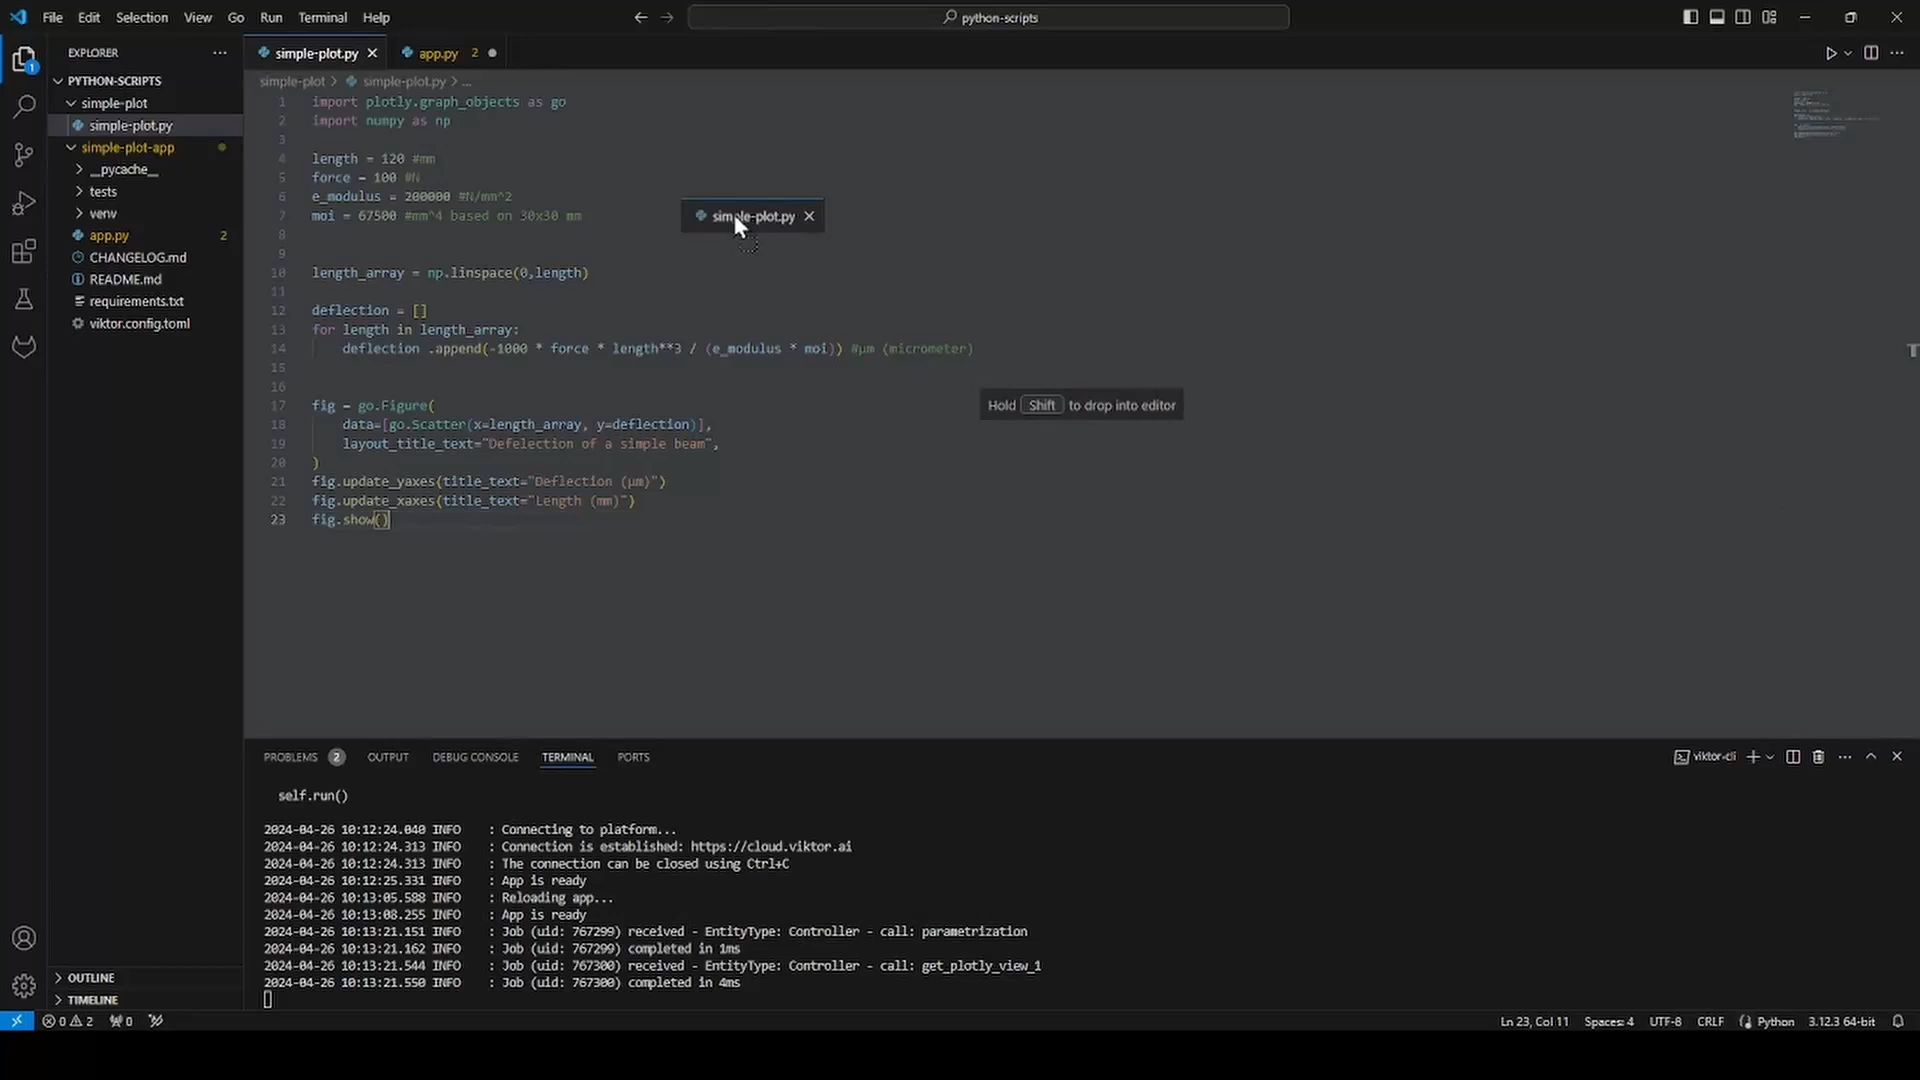 File Edit Selection View Go Run Terminal Help
python-scripts
EXPLORER
PYTHON-SCRIPTS
simple-plot
simple-plot.py
simple-plot-app
__pycache__
tests
venv
app.py 2
CHANGELOG.md
README.md
requirements.txt
viktor.config.toml
OUTLINE
TIMELINE
simple-plot.py
app.py 2
simple-plot > simple-plot.py > ...
1 import plotly.graph_objects as go
2 import numpy as np
3
4 length = 120 #mm
5 force = 100 #N
6 e_modulus = 200000 #N/mm^2
7 moi = 67500 #mm^4 based on 30x30 mm
8
9
10 length_array = np.linspace(0,length)
11
12 deflection = []
13 for length in length_array:
14 deflection .append(-1000 * force * length**3 / (e_modulus * moi)) #µm (micrometer)
15
16
17 fig = go.Figure(
18 data=[go.Scatter(x=length_array, y=deflection)],
19 layout_title_text="Defelection of a simple beam",
20 )
21 fig.update_yaxes(title_text="Deflection (µm)")
22 fig.update_xaxes(title_text="Length (mm)")
23 fig.show()
simple-plot.py
Hold Shift to drop into editor
PROBLEMS 2 OUTPUT DEBUG CONSOLE TERMINAL PORTS
viktor-cli
self.run()
2024-04-26 10:12:24.040 INFO : Connecting to platform...
2024-04-26 10:12:24.313 INFO : Connection is established: https://cloud.viktor.ai
2024-04-26 10:12:24.313 INFO : The connection can be closed using Ctrl+C
2024-04-26 10:12:25.331 INFO : App is ready
2024-04-26 10:13:05.588 INFO : Reloading app...
2024-04-26 10:13:08.255 INFO : App is ready
2024-04-26 10:13:21.151 INFO : Job (uid: 767299) received - EntityType: Controller - call: parametrization
2024-04-26 10:13:21.162 INFO : Job (uid: 767299) completed in 1ms
2024-04-26 10:13:21.544 INFO : Job (uid: 767300) received - EntityType: Controller - call: get_plotly_view_1
2024-04-26 10:13:21.550 INFO : Job (uid: 767300) completed in 4ms
0 2 0
Ln 23, Col 11 Spaces: 4 UTF-8 CRLF Python 3.12.3 64-bit